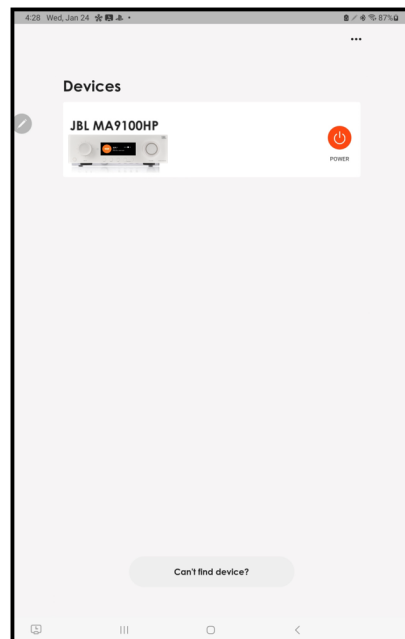 4:28 Wed, Jan 24 87%
Devices
JBL MA9100HP
POWER
Can't find device?